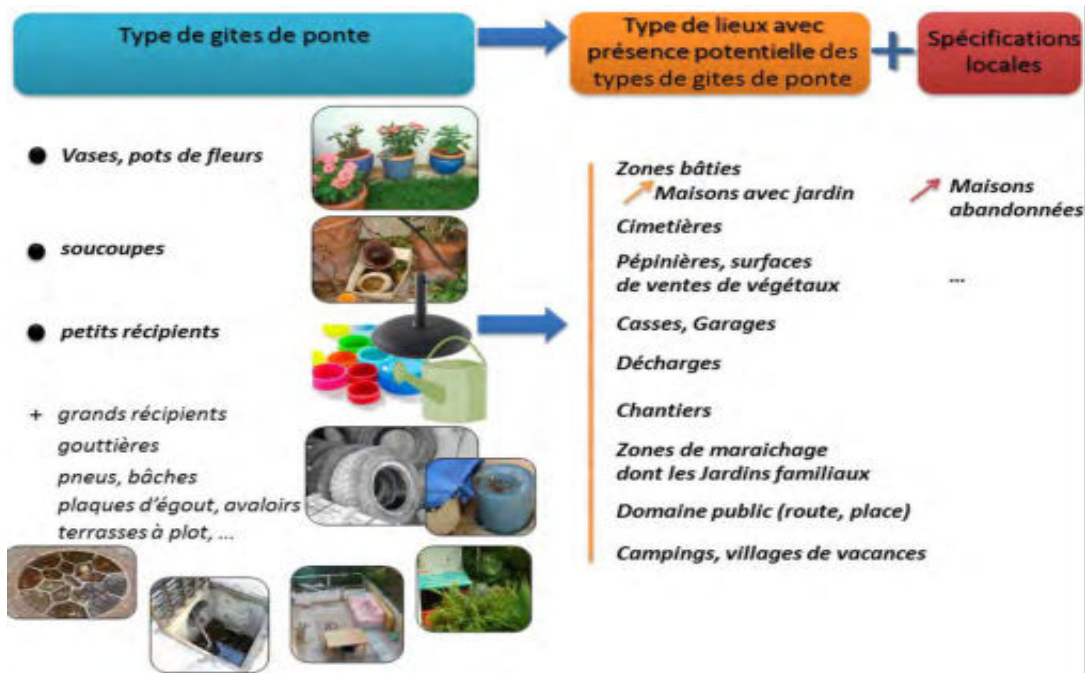 Type de gites de ponte
Type de lieux avec
présence potentielle des
types de gites de ponte
+
Spécifications
locales
Vases, pots de fleurs
soucoupes
petits récipients
+ grands récipients
gouttières
pneus, bâches
plaques d'égout, avaloirs
terrasses à plot, ...
Zones bâties
Maisons avec jardin
Cimetières
Pépinières, surfaces
de ventes de végétaux
Casses, Garages
Décharges
Chantiers
Zones de maraichage
dont les Jardins familiaux
Domaine public (route, place)
Campings, villages de vacances
Maisons
abandonnées
...